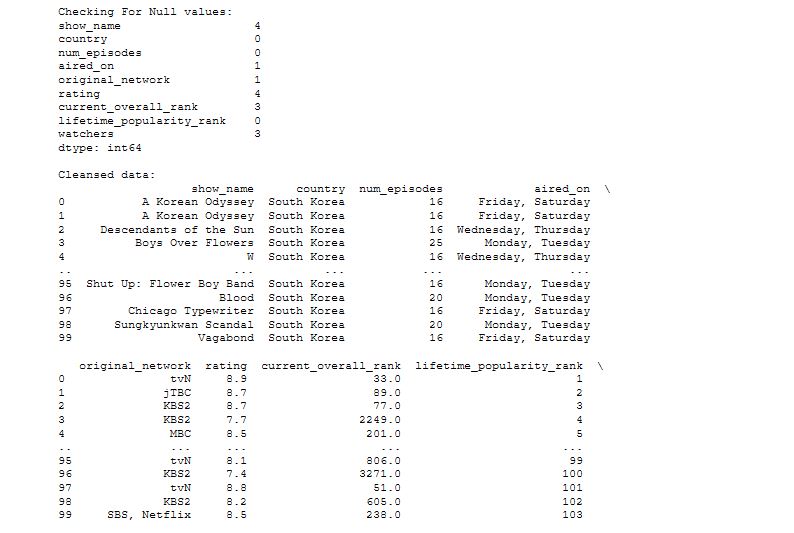 Checking For Null values:
show_name 4
country 0
num_episodes 0
aired_on 1
original_network 1
rating 4
current_overall_rank 3
lifetime_popularity_rank 0
watchers 3
dtype: int64
Cleansed data:
show_name country num_episodes aired_on \
0 A Korean Odyssey South Korea 16 Friday, Saturday
1 A Korean Odyssey South Korea 16 Friday, Saturday
2 Descendants of the Sun South Korea 16 Wednesday, Thursday
3 Boys Over Flowers South Korea 25 Monday, Tuesday
4 W South Korea 16 Wednesday, Thursday
.. ... ... ... ...
95 Shut Up: Flower Boy Band South Korea 16 Monday, Tuesday
96 Blood South Korea 20 Monday, Tuesday
97 Chicago Typewriter South Korea 16 Friday, Saturday
98 Sungkyunkwan Scandal South Korea 20 Monday, Tuesday
99 Vagabond South Korea 16 Friday, Saturday
original_network rating current_overall_rank lifetime_popularity_rank \
0 tvN 8.9 33.0 1
1 jTBC 8.7 89.0 2
2 KBS2 8.7 77.0 3
3 KBS2 7.7 2249.0 4
4 MBC 8.5 201.0 5
.. ... ... ... ...
95 tvN 8.1 806.0 99
96 KBS2 7.4 3271.0 100
97 tvN 8.8 51.0 101
98 KBS2 8.2 605.0 102
99 SBS, Netflix 8.5 238.0 103